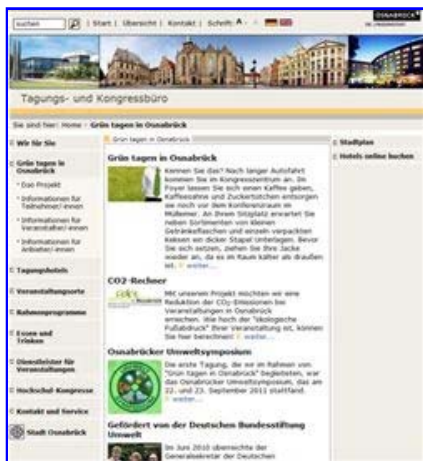 suchen | Start | Übersicht | Kontakt | Schrift: A - A
OSNABRÜCK
Tagungs- und Kongressbüro
Sie sind hier: Home - Grün tagen in Osnabrück
Wir für Sie
Grün tagen in
Osnabrück
Das Projekt
Informationen für
Teilnehmer/-innen
Informationen für
Veranstalter/-innen
Informationen für
Anbieter/-innen
Tagungshotels
Veranstaltungsorte
Rahmenprogramme
Essen und
Trinken
Dienstleister für
Veranstaltungen
Hochschul-Kongresse
Kontakt und Service
Stadt Osnabrück
Grün tagen in Osnabrück
Grün tagen in Osnabrück
Kennen Sie das? Nach langer Autofahrt
kommen Sie im Kongresszentrum an. Im
Foyer lassen Sie sich einen Kaffee geben,
Kaffeesahne und Zuckertütchen entsorgen
sie noch vor dem Konferenzraum im
Mülleimer. An Ihrem Sitzplatz erwartet Sie
neben Sortimenten von kleinen
Getränkeflaschen und einzeln verpackten
Keksen ein dicker Stapel Unterlagen. Bevor
Sie sich setzen, ziehen Sie Ihre Jacke
wieder an, da es im Raum kälter als draußen
ist. weiter...
CO2-Rechner
Mit unserem Projekt möchten wir eine
Reduktion der CO2-Emissionen bei
Veranstaltungen in Osnabrück
erreichen. Wie hoch der "ökologische
Fußabdruck" Ihrer Veranstaltung ist, können
Sie hier berechnen! weiter...
Osnabrücker Umweltsymposium
Die erste Tagung, die wir im Rahmen von
"Grün tagen in Osnabrück" begleiteten, war
das Osnabrücker Umweltsymposium, das am
22. und 23. September 2011 stattfand.
weiter...
Gefördert von der Deutschen Bundesstiftung
Umwelt
Im Juni 2010 überreichte der
Generalsekretär der Deutschen
Stadtplan
Hotels online buchen